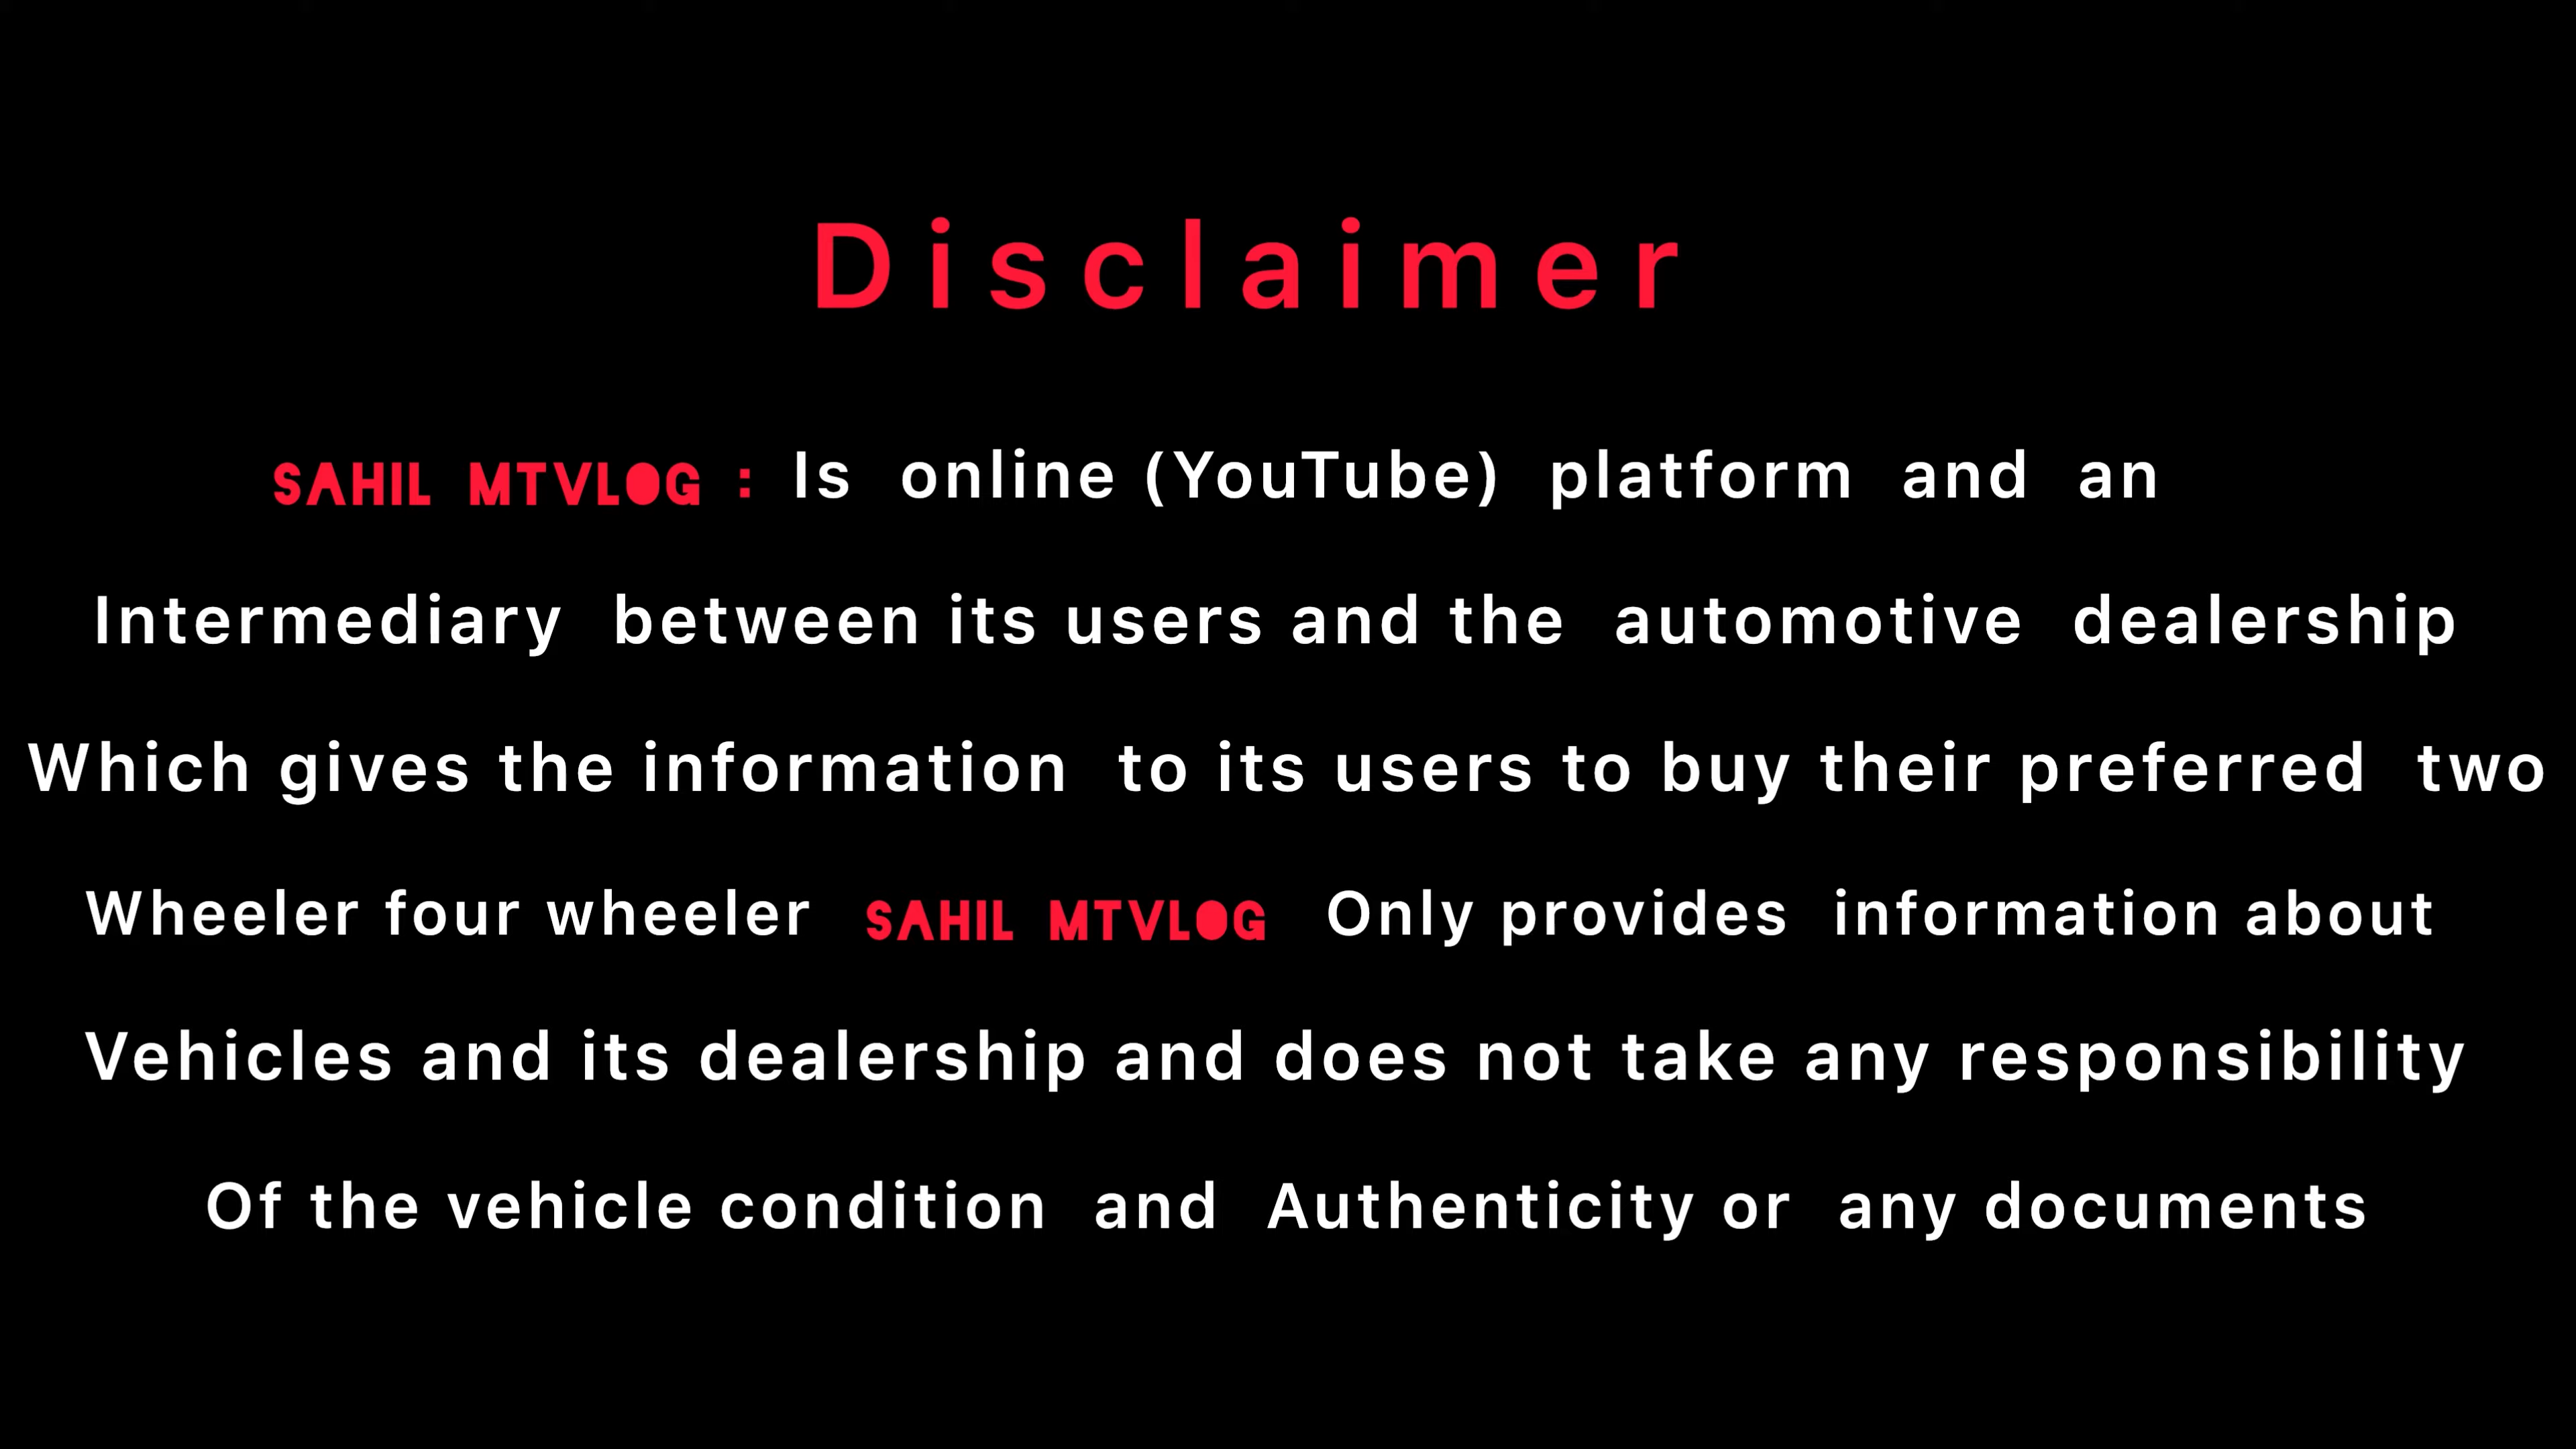 Disclaimer
SAHIL MTVLOG : Is online (YouTube) platform and an
Intermediary between its users and the automotive dealership
Which gives the information to its users to buy their preferred two
Wheeler four wheeler SAHIL MTVLOG Only provides information about
Vehicles and its dealership and does not take any responsibility
Of the vehicle condition and Authenticity or any documents